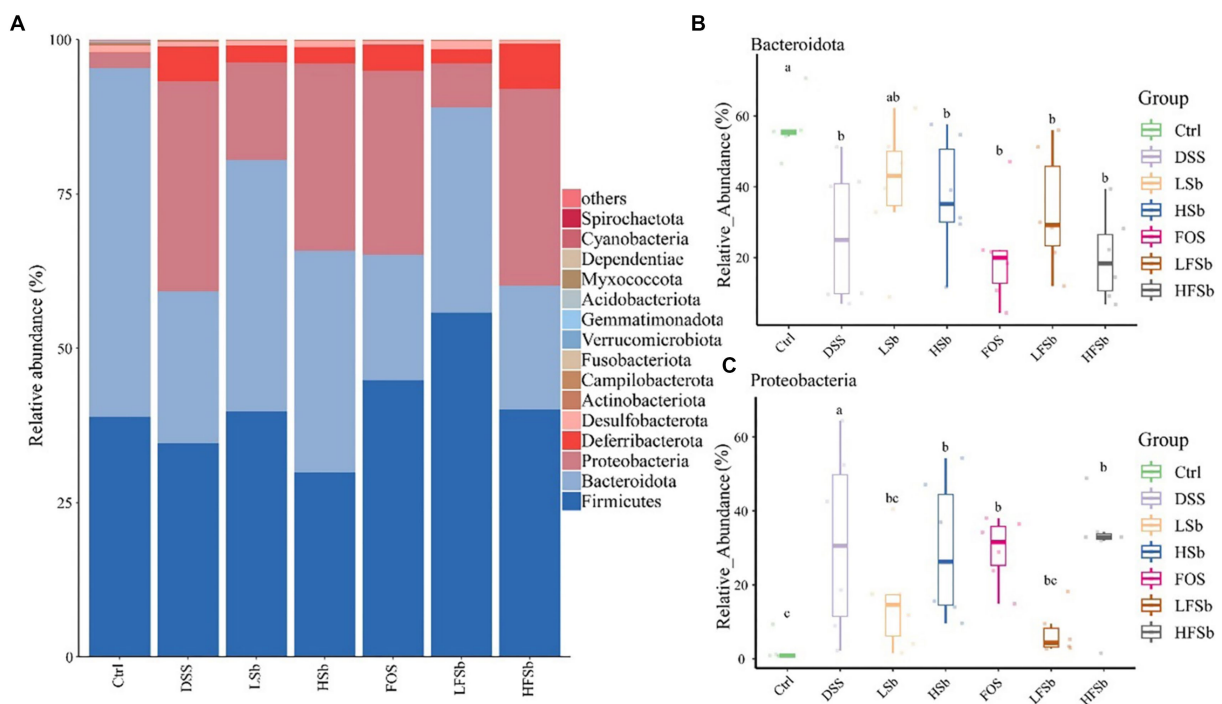 A
Relative abundance (%)
100
75
50
25
0
Ctrl
DSS
LSb
HSb
FOS
LFSb
HFSb
others
Spirochactota
Cyanobacteria
Dependentiae
Myxococcota
Acidobacteriota
Gemmatimonadota
Verrucomicrobiota
Fusobacteriota
Campilobacterota
Actinobacteriota
Desulfobacterota
Deferribacterota
Proteobacteria
Bacteroidota
Firmicutes
B
Bacteroidota
Relative_Abundance (%)
60
40
20
a
b
ab
b
b
b
b
Ctrl
DSS
LSb
HSb
FOS
LFSb
HFSb
Group
Ctrl
DSS
LSb
HSb
FOS
LFSb
HFSb
C
Proteobacteria
Relative_Abundance (%)
60
40
20
0
c
a
bc
b
b
bc
b
Ctrl
DSS
LSb
HSb
FOS
LFSb
HFSb
Group
Ctrl
DSS
LSb
HSb
FOS
LFSb
HFSb